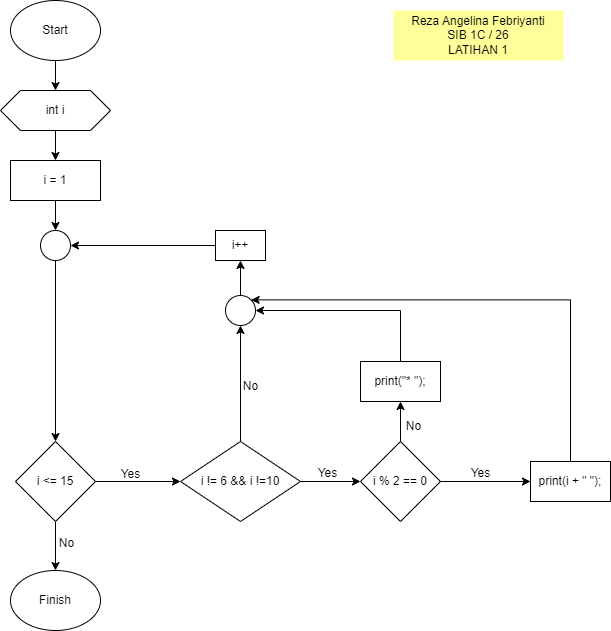 Start
Reza Angelina Febriyanti
SIB 1C / 26
LATIHAN 1
int i
i = 1
i++
print("* ");
No
No
i <= 15
Yes
i != 6 && i !=10
Yes
i % 2 == 0
Yes
print(i + " ");
No
Finish